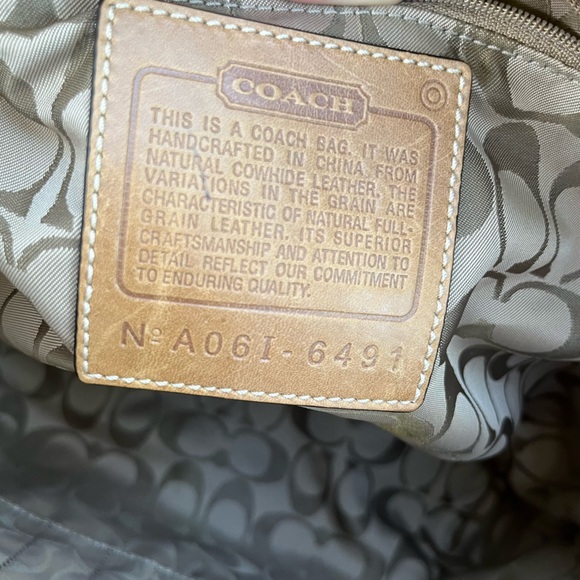 COACH
THIS IS A COACH BAG. IT WAS
HANDCRAFTED IN CHINA FROM
NATURAL COWHIDE LEATHER. THE
VARIATIONS IN THE GRAIN ARE
CHARACTERISTIC OF NATURAL FULL-
GRAIN LEATHER. ITS SUPERIOR
CRAFTSMANSHIP AND ATTENTION TO
DETAIL REFLECT OUR COMMITMENT
TO ENDURING QUALITY.
Nº A06I-6491